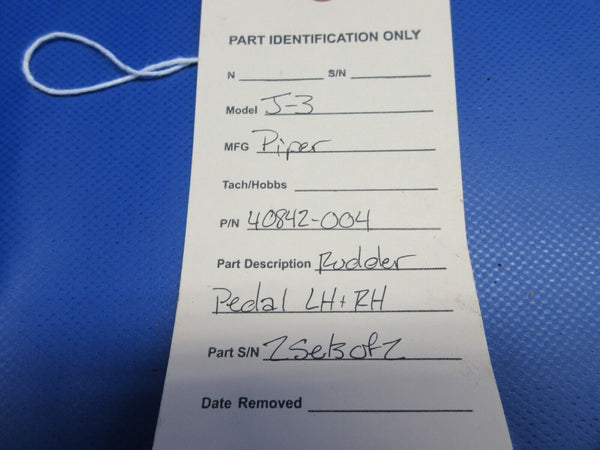 PART IDENTIFICATION ONLY
N S/N
Model J-3
MFG Piper
Tach/Hobbs
P/N 40842-004
Part Description Rudder
Pedal LH+RH
Part S/N 2 Sets of 2
Date Removed